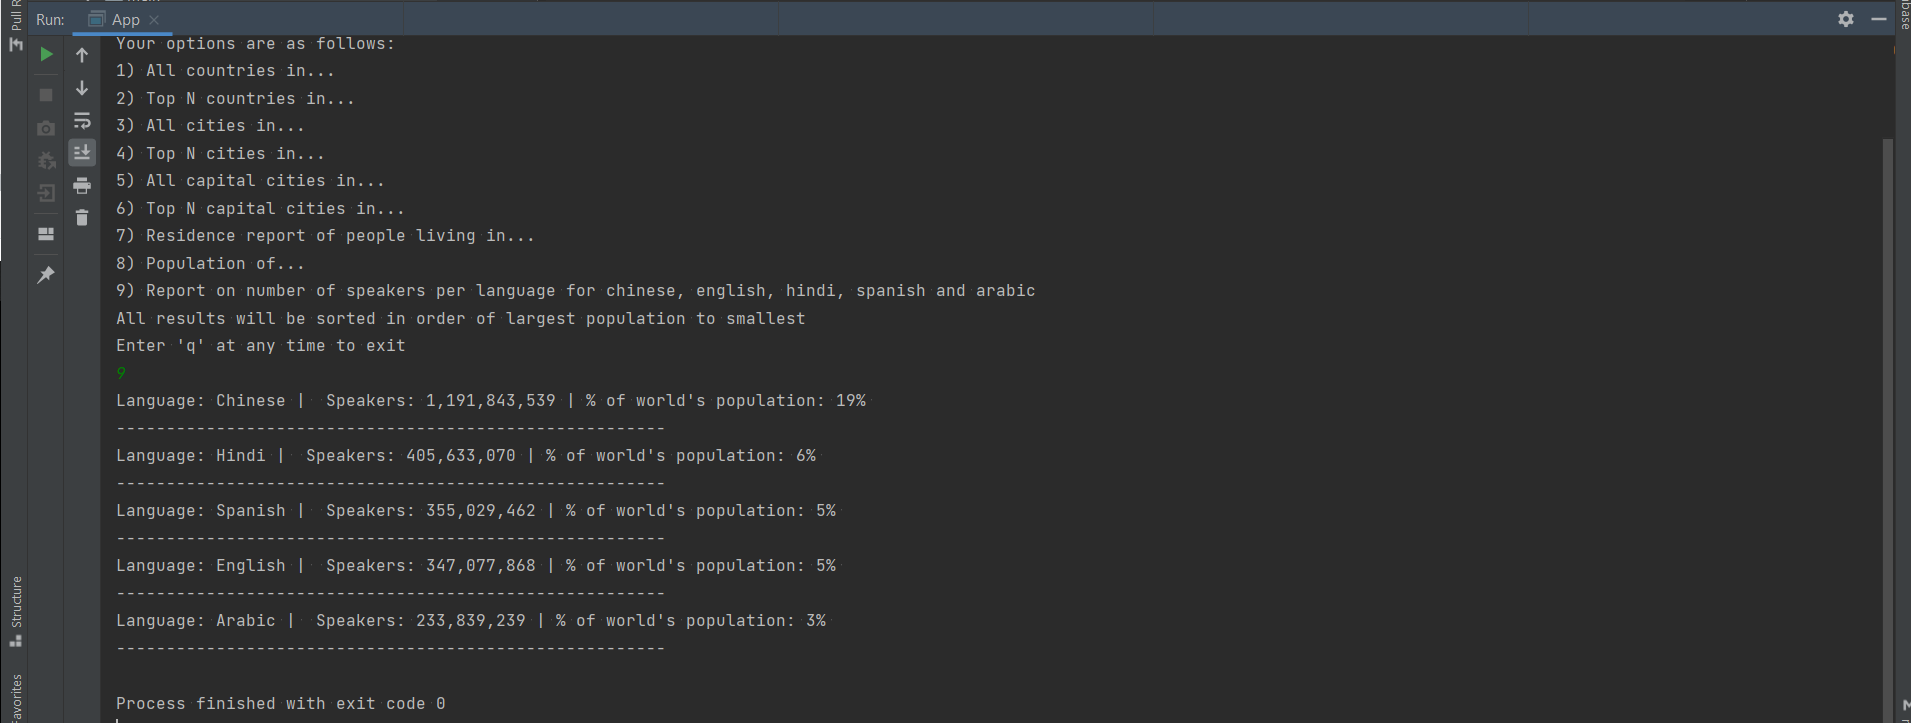 Pull R
Run: App
base
Your options are as follows:
1) All countries in...
2) Top N countries in...
3) All cities in...
4) Top N cities in...
5) All capital cities in...
6) Top N capital cities in...
7) Residence report of people living in...
8) Population of...
9) Report on number of speakers per language for chinese, english, hindi, spanish and arabic
All results will be sorted in order of largest population to smallest
Enter 'q' at any time to exit
9
Language: Chinese |  Speakers: 1,191,843,539 | % of world's population: 19%
-------------------------------------------------------
Language: Hindi |  Speakers: 405,633,070 | % of world's population: 6%
-------------------------------------------------------
Language: Spanish |  Speakers: 355,029,462 | % of world's population: 5%
-------------------------------------------------------
Language: English |  Speakers: 347,077,868 | % of world's population: 5%
-------------------------------------------------------
Language: Arabic |  Speakers: 233,839,239 | % of world's population: 3%
-------------------------------------------------------
Process finished with exit code 0
Structure
Favorites